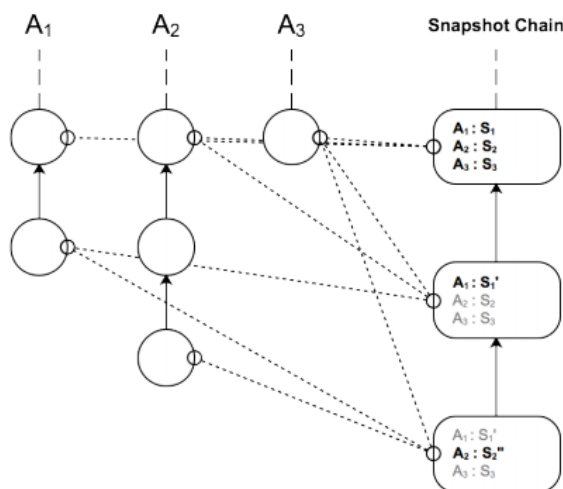 A₁ A₂ A₃ Snapshot Chain
A₁ : S₁
A₂ : S₂
A₃ : S₃
A₁ : S₁'
A₂ : S₂
A₃ : S₃
A₁ : S₁'
A₂ : S₂"
A₃ : S₃